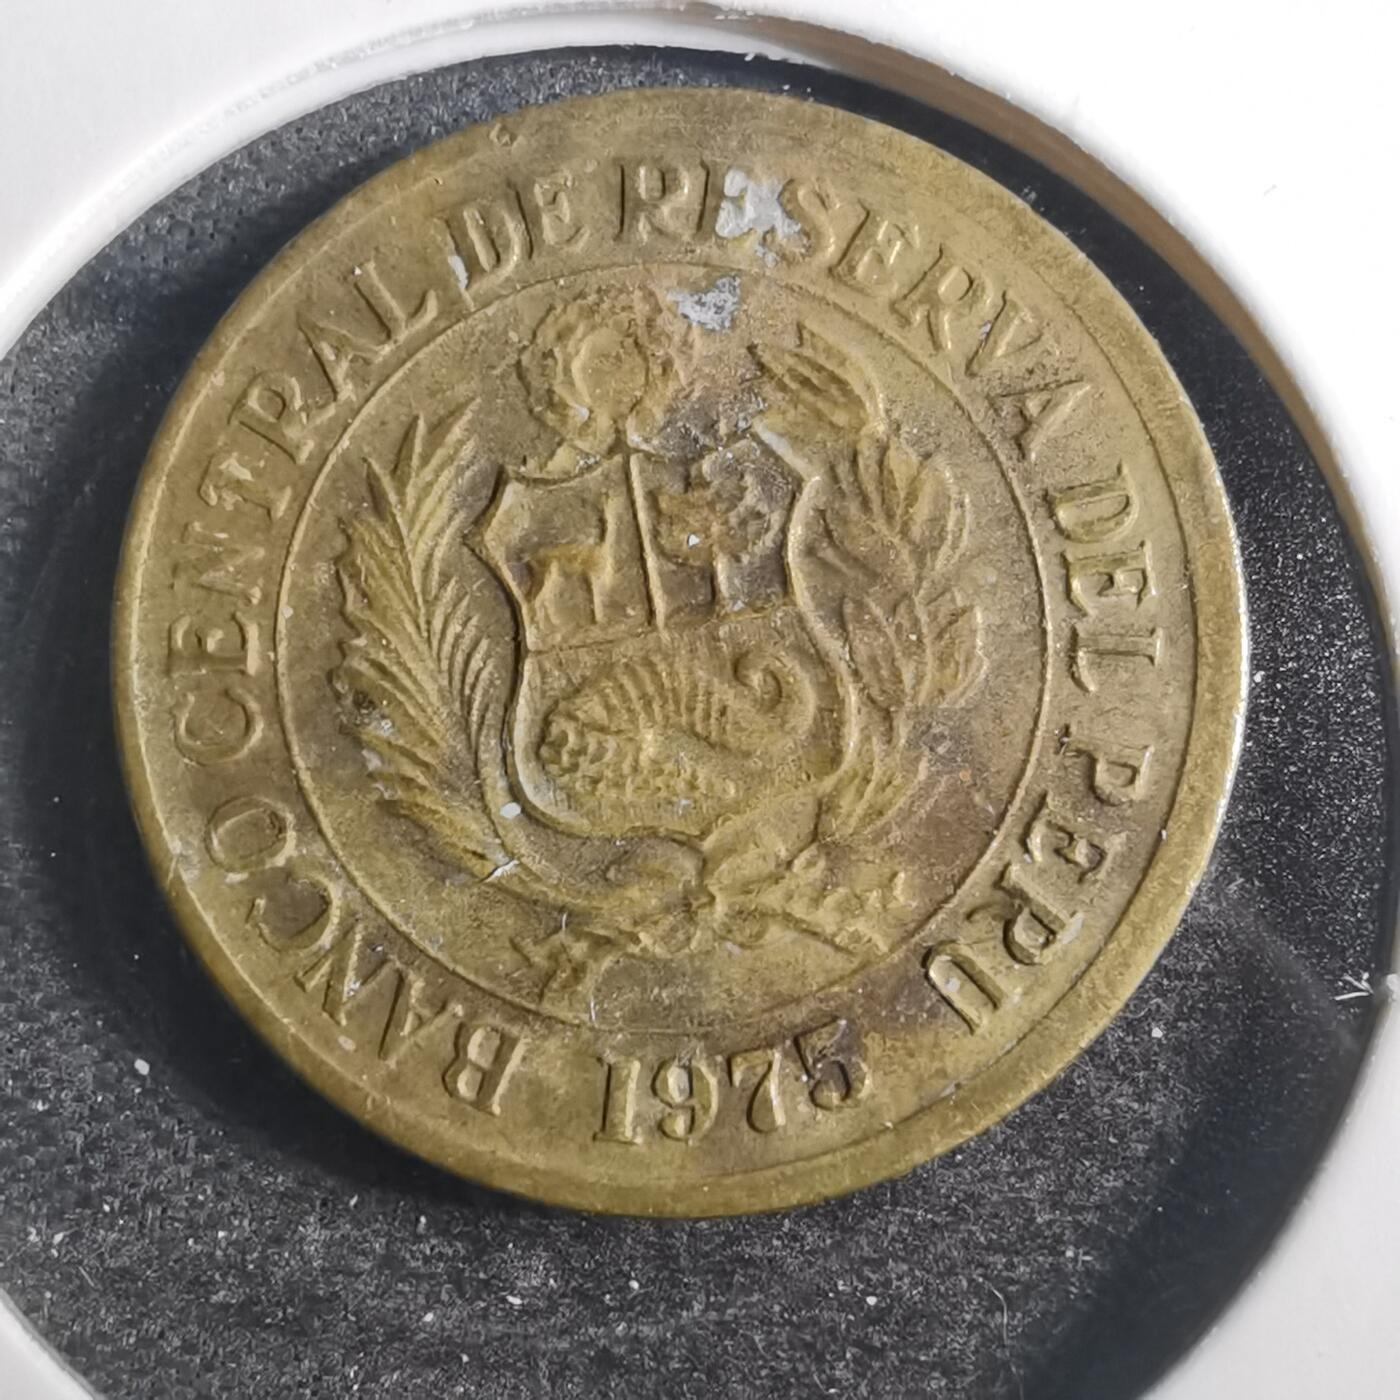 BANCO CENTRAL DE RESERVA DEL PERU
1975